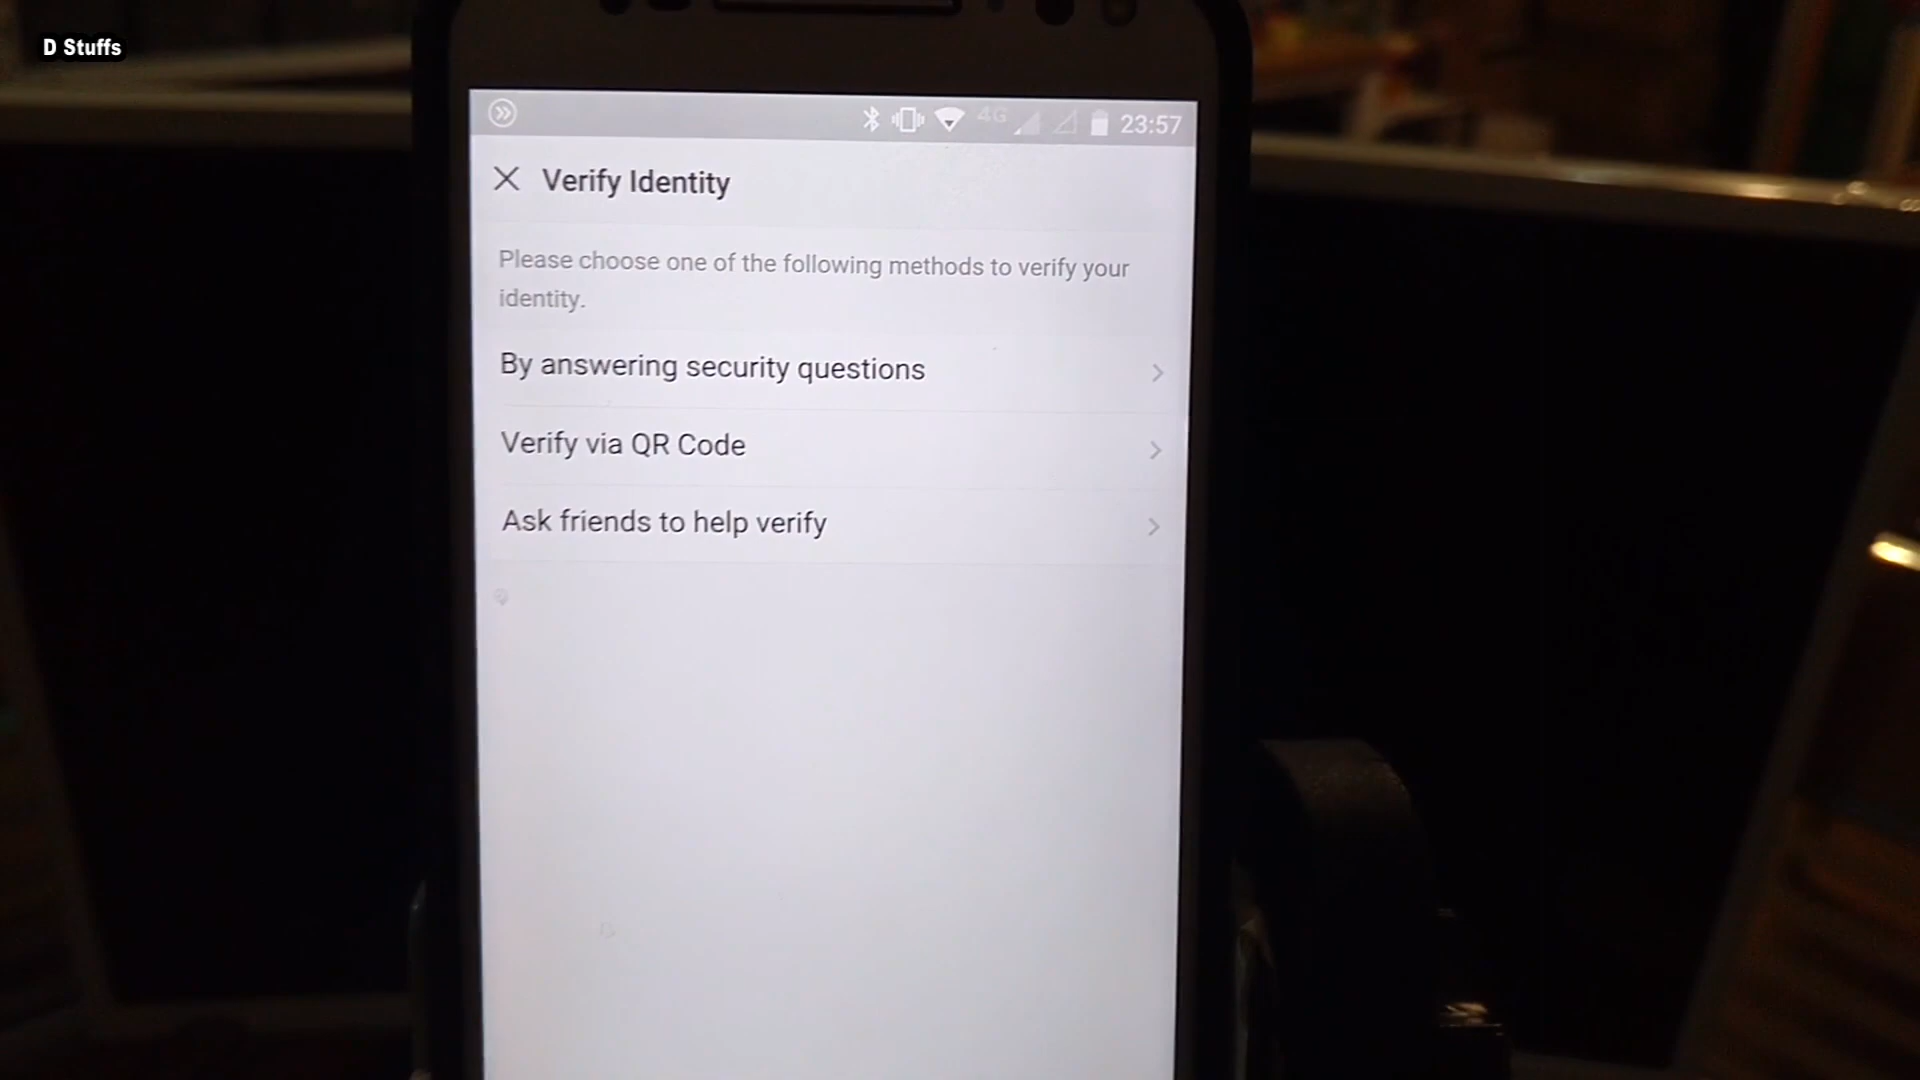 D Stuffs
4G 23:57
Verify Identity
Please choose one of the following methods to verify your
identity.
By answering security questions
Verify via QR Code
Ask friends to help verify